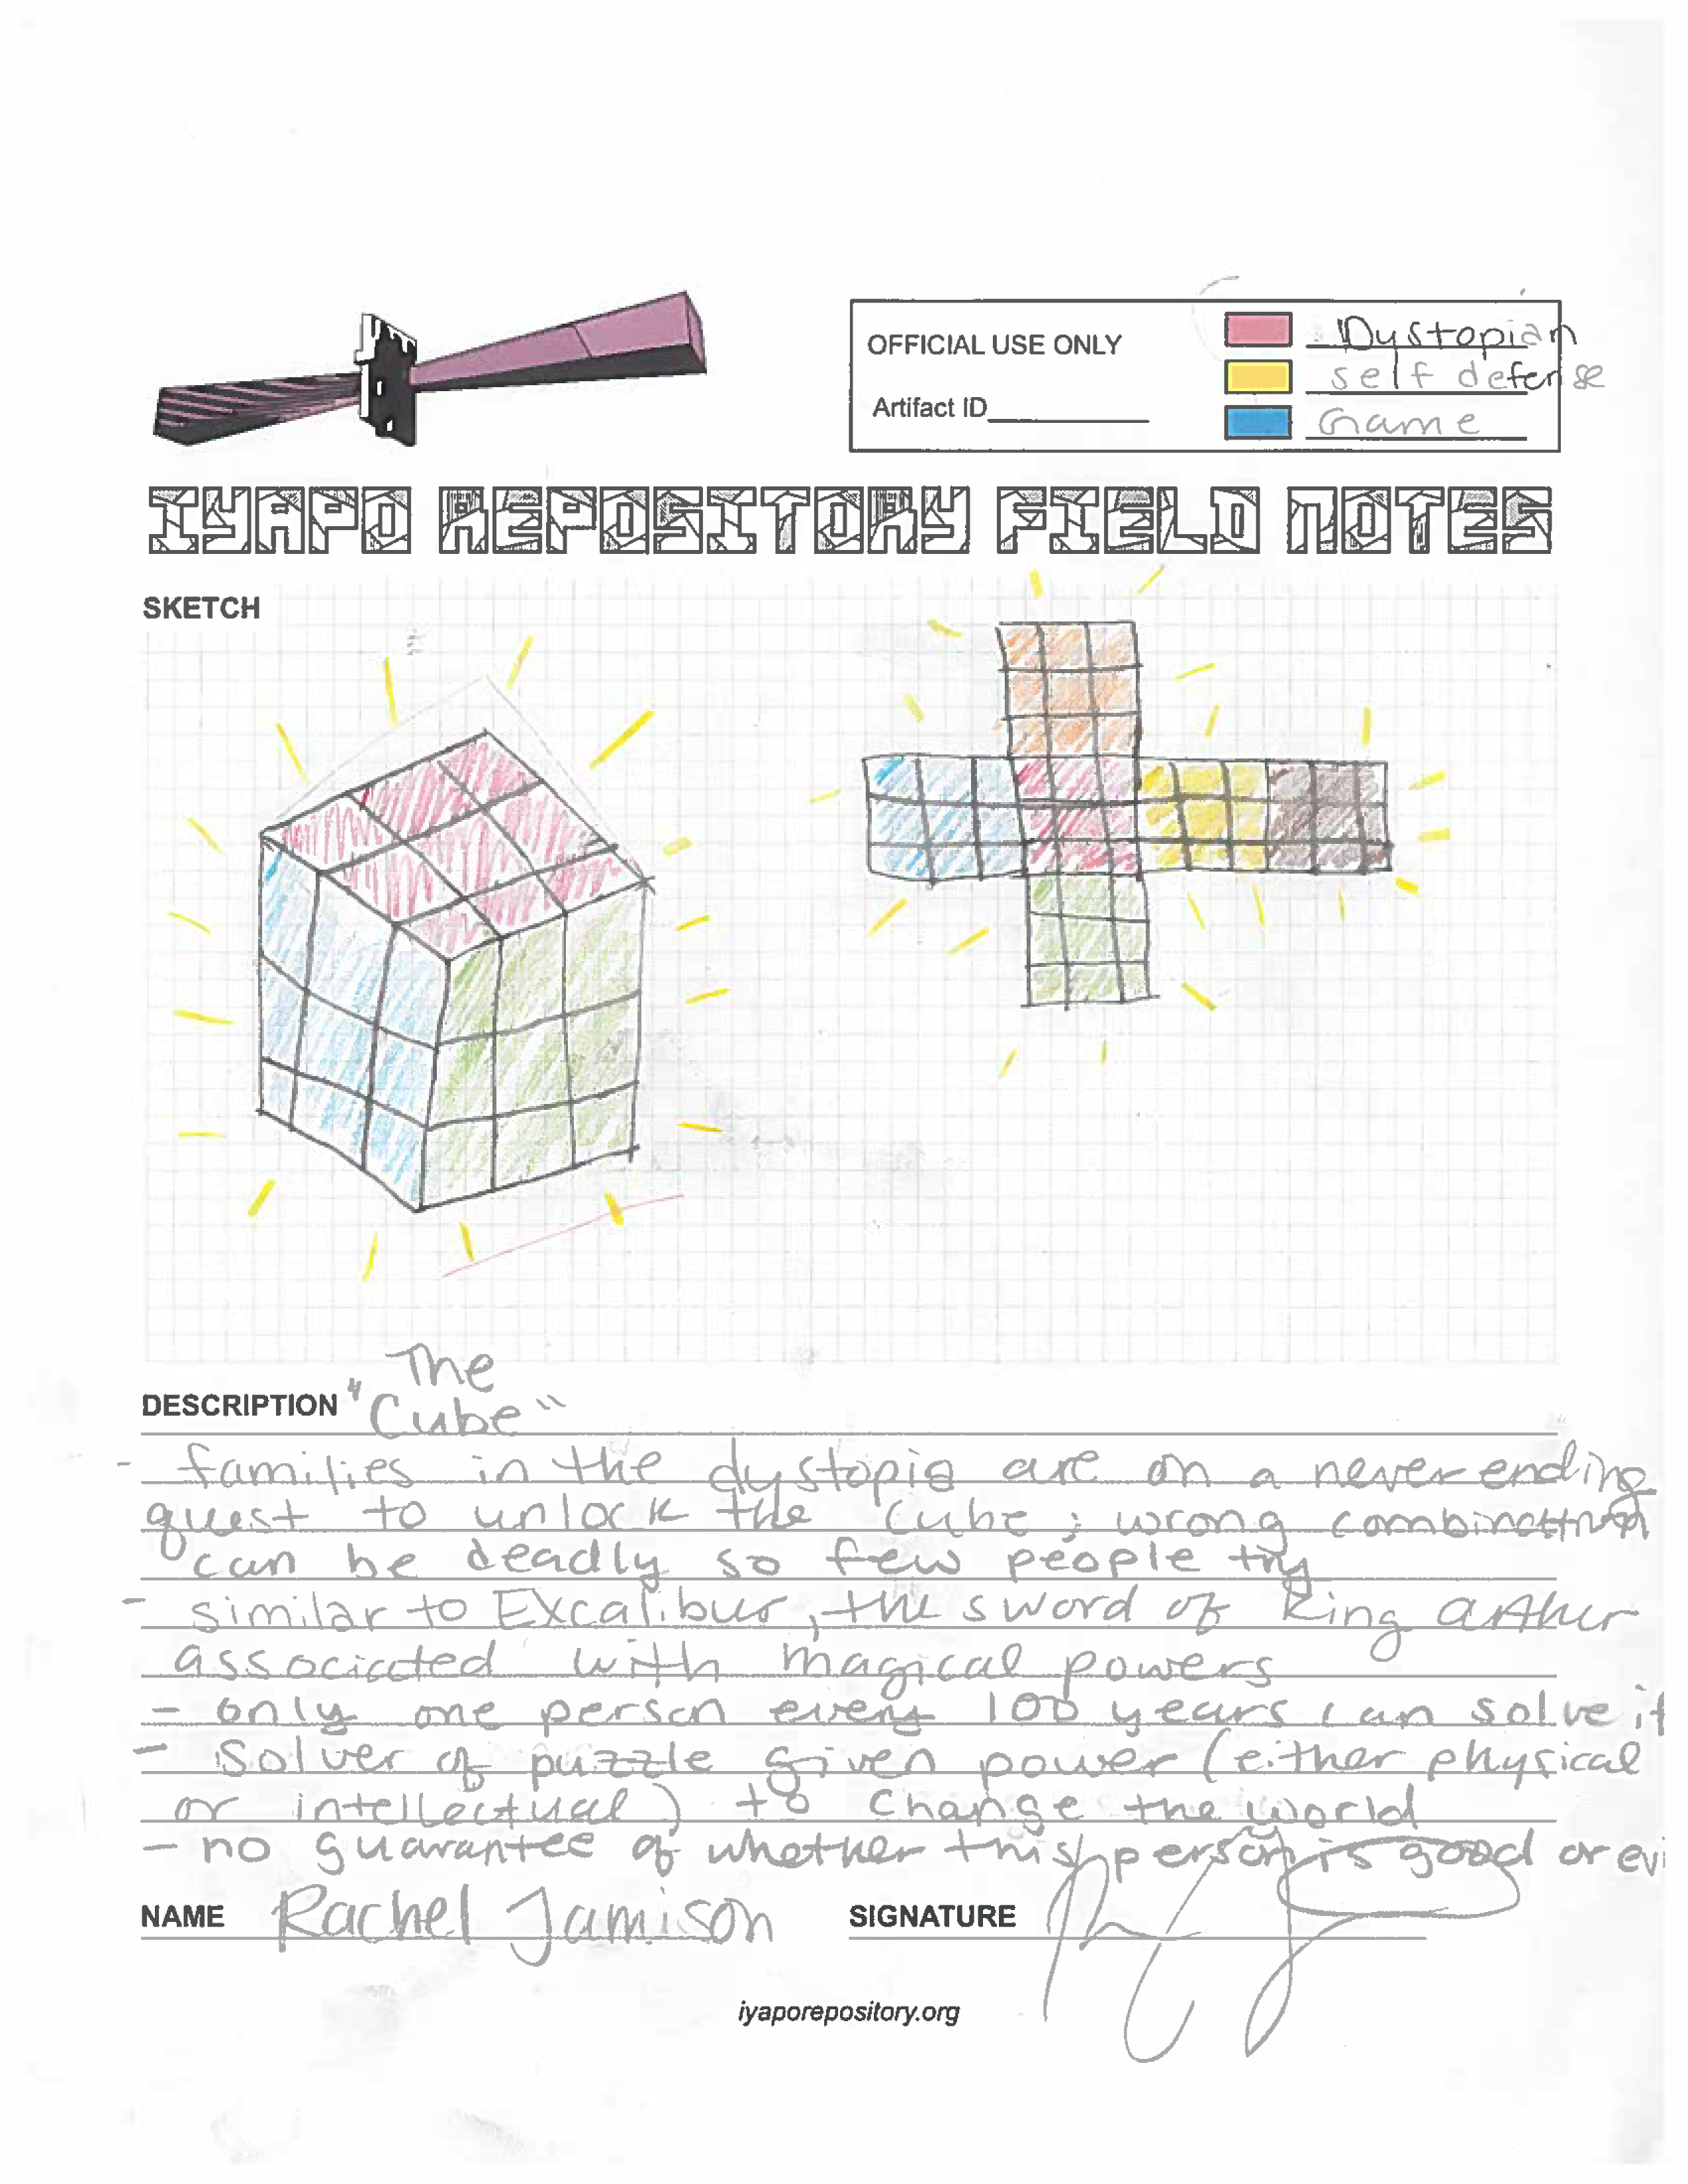 OFFICIAL USE ONLY
Artifact ID
Dystopian
self defense
Game
IYAPO REPOSITORY FIELD NOTES
SKETCH
DESCRIPTION "The
Cube"
- families in the dystopia are on a never ending
quest to unlock the cube; wrong combination
can be deadly so few people try
- similar to Excalibur, the sword of King arthur
associated with magical powers
- only one person every 100 years can solve it
- Solver of puzzle given power (either physical
or intellectual) to change the world
- no guarantee of whether this person is good or evi
NAME Rachel Jamison SIGNATURE
iyaporepository.org